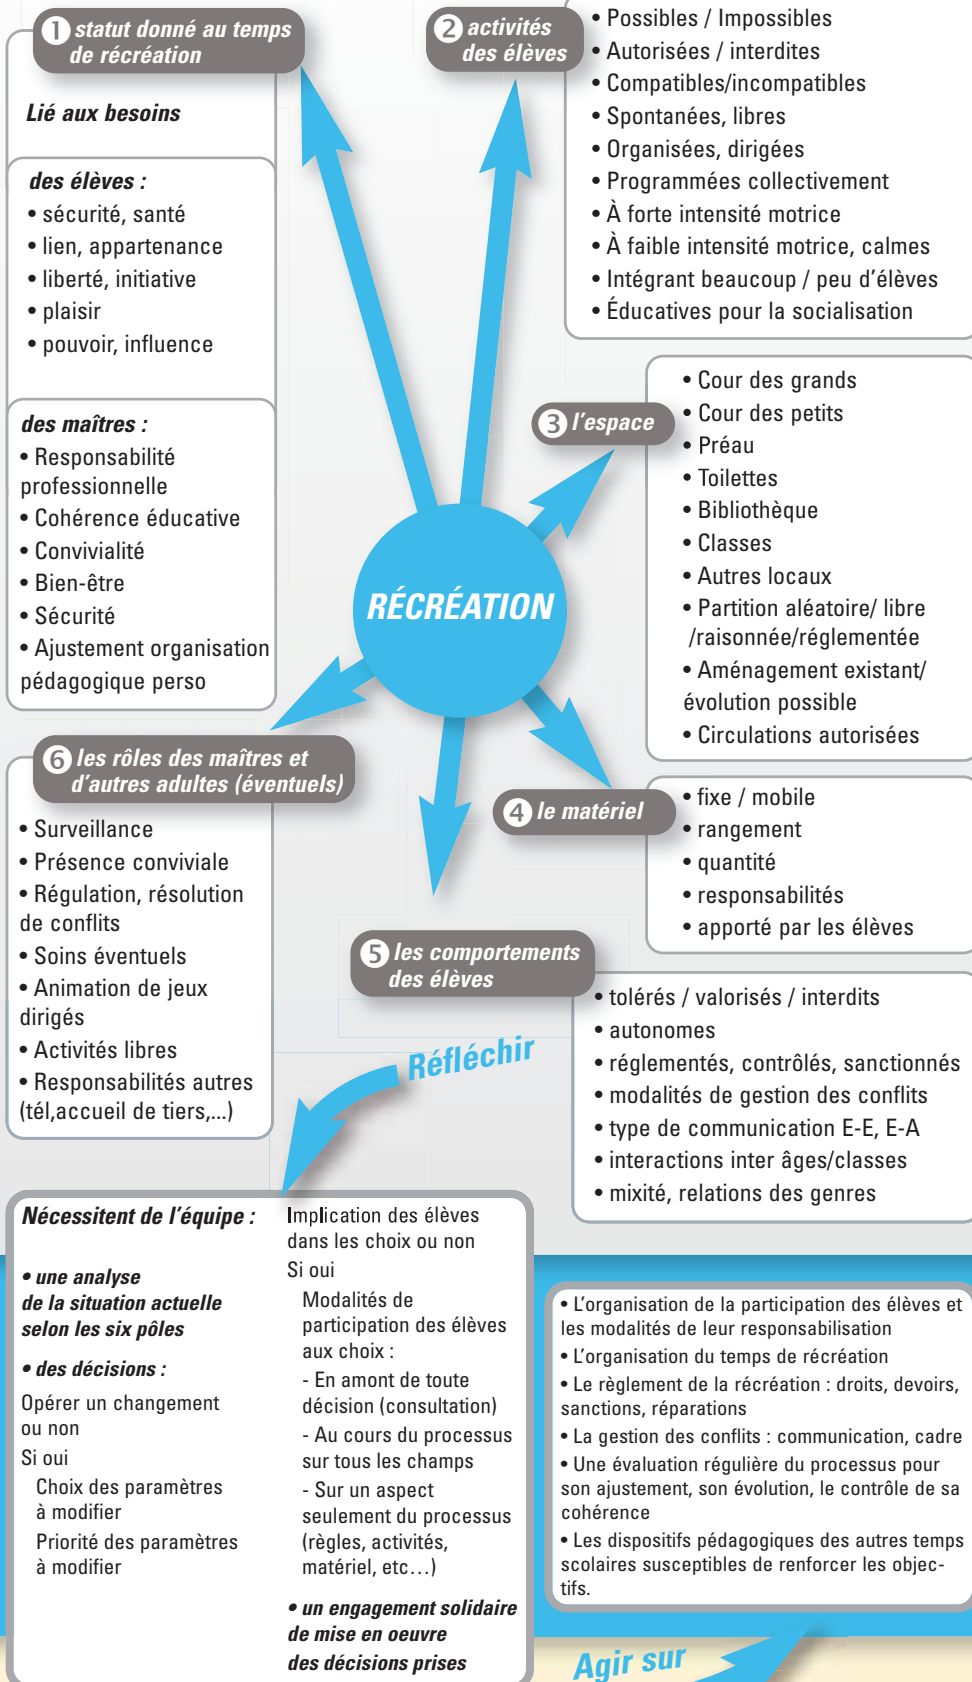 1 statut donné au temps
de récréation
Lié aux besoins
des élèves :
• sécurité, santé
• lien, appartenance
• liberté, initiative
• plaisir
• pouvoir, influence
des maîtres :
• Responsabilité
professionnelle
• Cohérence éducative
• Convivialité
• Bien-être
• Sécurité
• Ajustement organisation
pédagogique perso
2 activités
des élèves
• Possibles / Impossibles
• Autorisées / interdites
• Compatibles/incompatibles
• Spontanées, libres
• Organisées, dirigées
• Programmées collectivement
• À forte intensité motrice
• À faible intensité motrice, calmes
• Intégrant beaucoup / peu d'élèves
• Éducatives pour la socialisation
3 l'espace
• Cour des grands
• Cour des petits
• Préau
• Toilettes
• Bibliothèque
• Classes
• Autres locaux
• Partition aléatoire/ libre
/raisonnée/réglementée
• Aménagement existant/
évolution possible
• Circulations autorisées
RÉCRÉATION
4 le matériel
• fixe / mobile
• rangement
• quantité
• responsabilités
• apporté par les élèves
5 les comportements
des élèves
• tolérés / valorisés / interdits
• autonomes
• réglementés, contrôlés, sanctionnés
• modalités de gestion des conflits
• type de communication E-E, E-A
• interactions inter âges/classes
• mixité, relations des genres
6 les rôles des maîtres et
d'autres adultes (éventuels)
• Surveillance
• Présence conviviale
• Régulation, résolution
de conflits
• Soins éventuels
• Animation de jeux
dirigés
• Activités libres
• Responsabilités autres
(tél,accueil de tiers,...)
Réfléchir
Nécessitent de l'équipe :
• une analyse
de la situation actuelle
selon les six pôles
• des décisions :
Opérer un changement
ou non
Si oui
Choix des paramètres
à modifier
Priorité des paramètres
à modifier
Implication des élèves
dans les choix ou non
Si oui
Modalités de
participation des élèves
aux choix :
- En amont de toute
décision (consultation)
- Au cours du processus
sur tous les champs
- Sur un aspect
seulement du processus
(règles, activités,
matériel, etc…)
• un engagement solidaire
de mise en oeuvre
des décisions prises
• L'organisation de la participation des élèves et
les modalités de leur responsabilisation
• L'organisation du temps de récréation
• Le règlement de la récréation : droits, devoirs,
sanctions, réparations
• La gestion des conflits : communication, cadre
• Une évaluation régulière du processus pour
son ajustement, son évolution, le contrôle de sa
cohérence
• Les dispositifs pédagogiques des autres temps
scolaires susceptibles de renforcer les objec-
tifs.
Agir sur